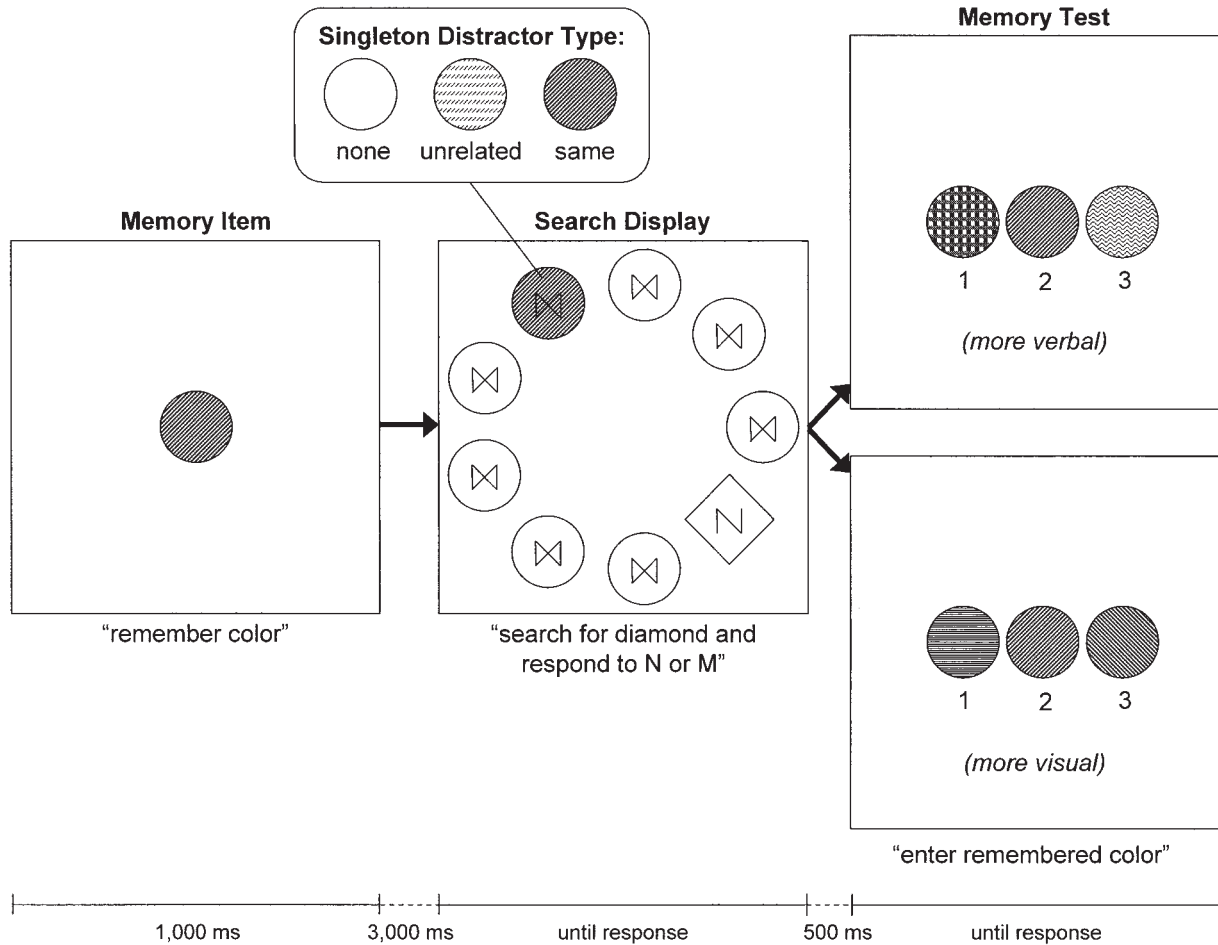 Memory Test
Singleton Distractor Type:
none unrelated same
Memory Item
Search Display
N
1 2 3
(more verbal)
1 2 3
(more visual)
“remember color”
“search for diamond and
respond to N or M”
“enter remembered color”
1,000 ms 3,000 ms until response 500 ms until response